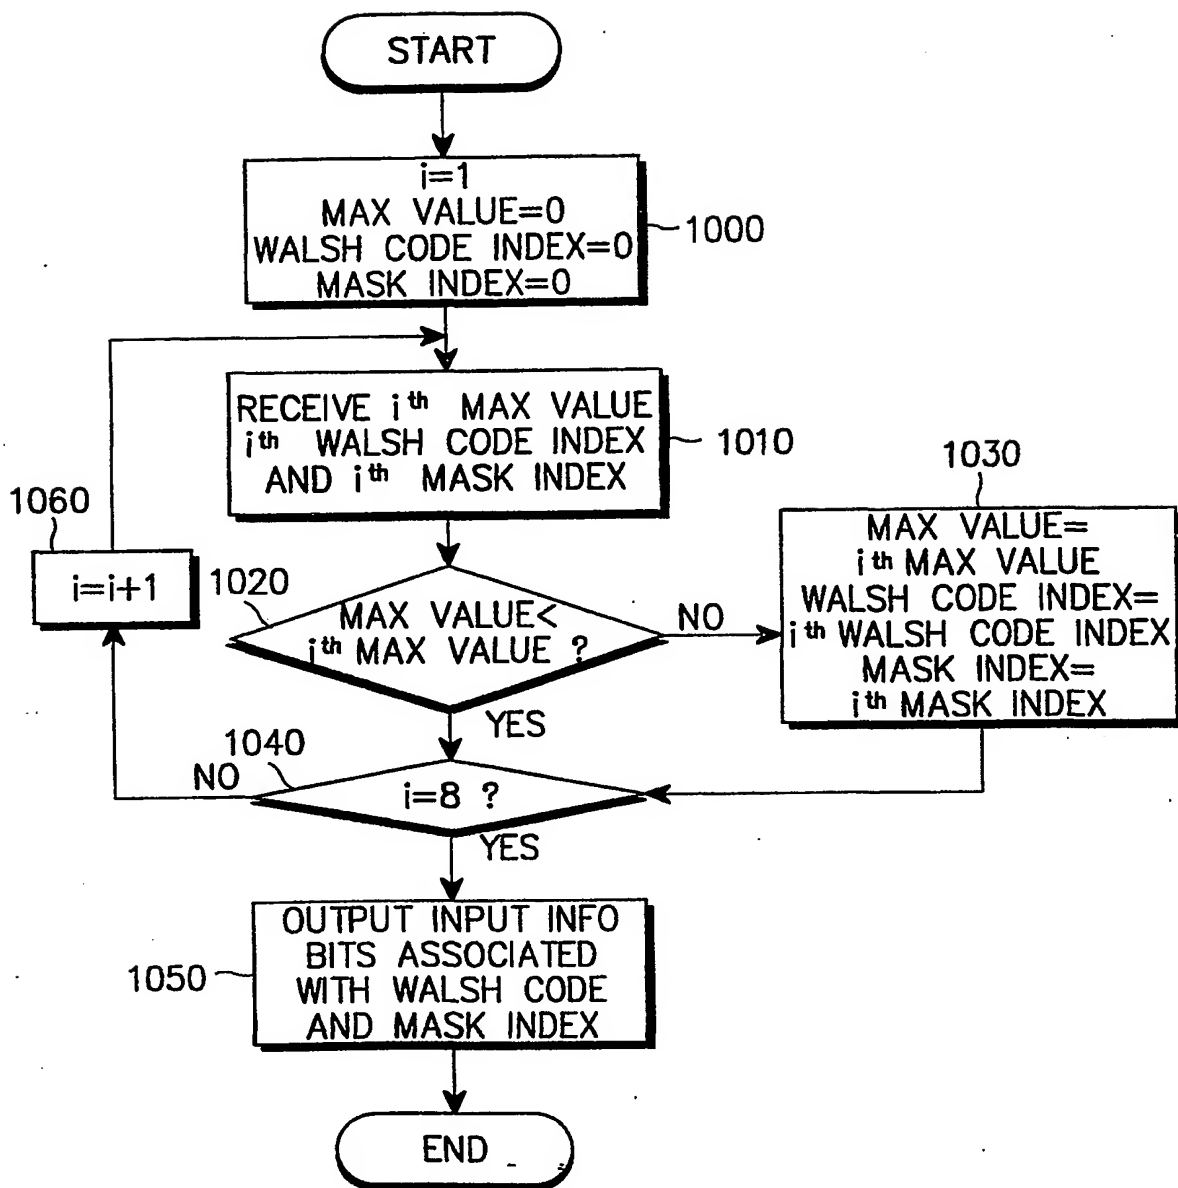 START
i=1
MAX VALUE=0
WALSH CODE INDEX=0
MASK INDEX=0
1000
RECEIVE ith MAX VALUE
ith WALSH CODE INDEX
AND ith MASK INDEX
1010
1060
i=i+1
1020
MAX VALUE<
ith MAX VALUE ?
NO
YES
1030
MAX VALUE=
ith MAX VALUE
WALSH CODE INDEX=
ith WALSH CODE INDEX
MASK INDEX=
ith MASK INDEX
1040
NO
i=8 ?
YES
OUTPUT INPUT INFO
BITS ASSOCIATED
WITH WALSH CODE
AND MASK INDEX
1050
END